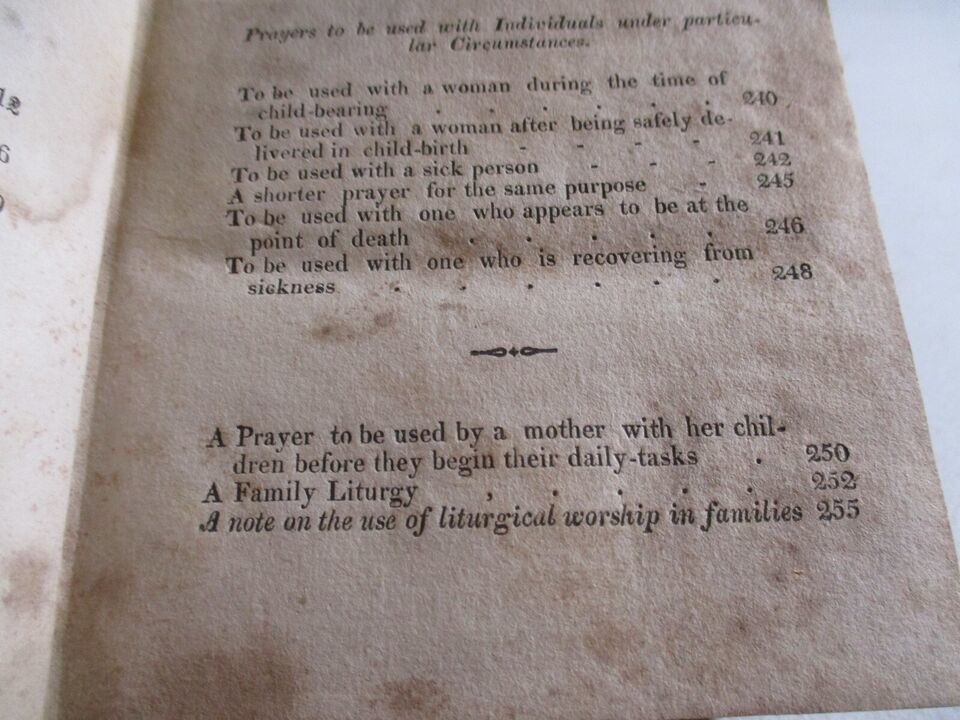 Prayers to be used with Individuals under particu-
lar Circumstances.
To be used with a woman during the time of
child-bearing . . . . . . 240
To be used with a woman after being safely de-
livered in child-birth - - - - 241
To be used with a sick person - - - 242
A shorter prayer for the same purpose - 245
To be used with one who appears to be at the
point of death . . . . . 246
To be used with one who is recovering from
sickness . . . . . . 248
A Prayer to be used by a mother with her chil-
dren before they begin their daily-tasks . 250
A Family Liturgy , . . . . 252
A note on the use of liturgical worship in families 255